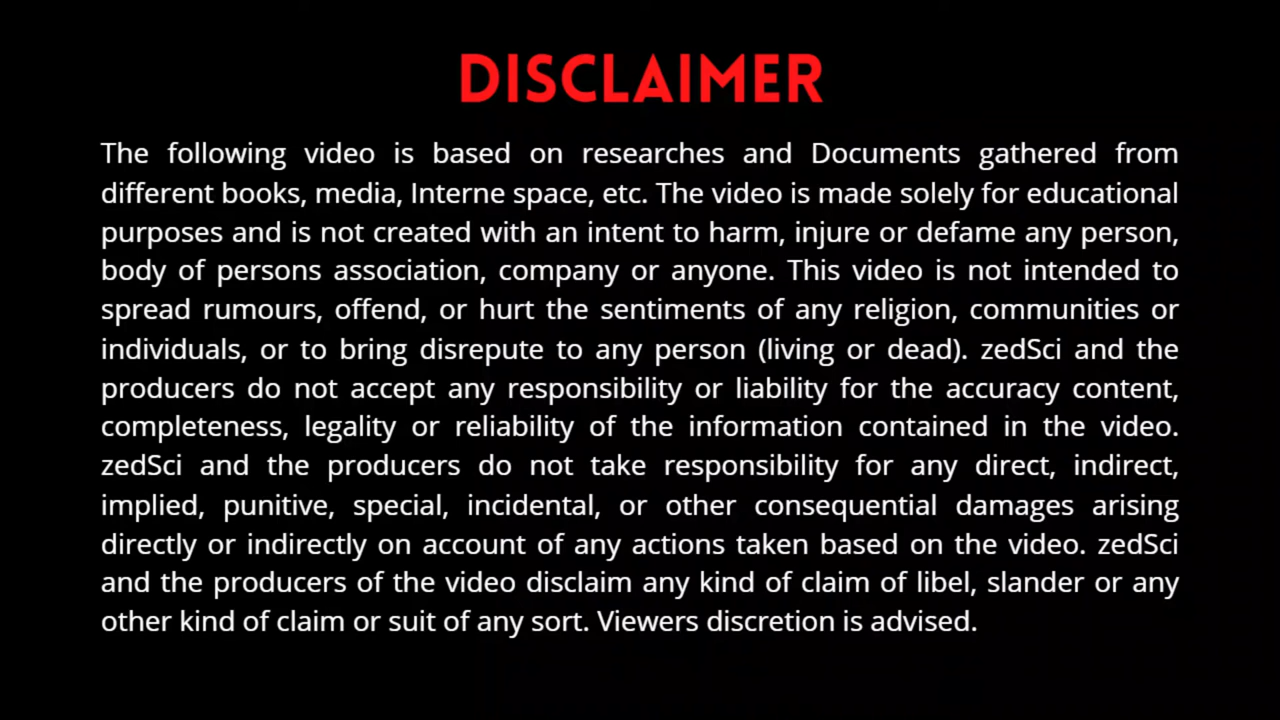 DISCLAIMER
The following video is based on researches and Documents gathered from
different books, media, Interne space, etc. The video is made solely for educational
purposes and is not created with an intent to harm, injure or defame any person,
body of persons association, company or anyone. This video is not intended to
spread rumours, offend, or hurt the sentiments of any religion, communities or
individuals, or to bring disrepute to any person (living or dead). zedSci and the
producers do not accept any responsibility or liability for the accuracy content,
completeness, legality or reliability of the information contained in the video.
zedSci and the producers do not take responsibility for any direct, indirect,
implied, punitive, special, incidental, or other consequential damages arising
directly or indirectly on account of any actions taken based on the video. zedSci
and the producers of the video disclaim any kind of claim of libel, slander or any
other kind of claim or suit of any sort. Viewers discretion is advised.